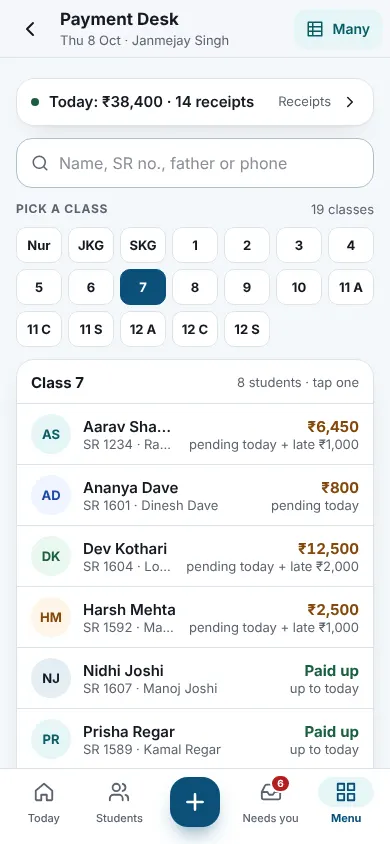 Payment Desk
Thu 8 Oct · Janmejay Singh
Many
Today: ₹38,400 · 14 receipts
Receipts
Name, SR no., father or phone
PICK A CLASS
19 classes
Nur JKG SKG 1 2 3 4
5 6 7 8 9 10 11 A
11 C 11 S 12 A 12 C 12 S
Class 7
8 students · tap one
AS
Aarav Sha...
₹6,450
SR 1234 · Ra...
pending today + late ₹1,000
AD
Ananya Dave
₹800
SR 1601 · Dinesh Dave
pending today
DK
Dev Kothari
₹12,500
SR 1604 · Lo...
pending today + late ₹2,000
HM
Harsh Mehta
₹2,500
SR 1592 · Ma...
pending today + late ₹1,000
NJ
Nidhi Joshi
Paid up
SR 1607 · Manoj Joshi
up to today
PR
Prisha Regar
Paid up
SR 1589 · Kamal Regar
up to today
6
Today
Students
Needs you
Menu